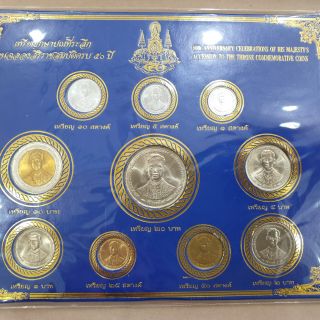 เหรียญกษาปณ์ที่ระลึก
งานฉลองสิริราชสมบัติครบ ๕๐ ปี
50th ANNIVERSARY CELEBRATIONS OF HIS MAJESTY'S
ACCESSION TO THE THRONE COMMEMORATIVE COINS
เหรียญ ๑๐ สตางค์
เหรียญ ๕ สตางค์
เหรียญ ๑ สตางค์
เหรียญ ๑๐ บาท
เหรียญ ๒๐ บาท
เหรียญ ๕ บาท
เหรียญ ๑ บาท
เหรียญ ๒๕ สตางค์
เหรียญ ๕๐ สตางค์
เหรียญ ๒ บาท